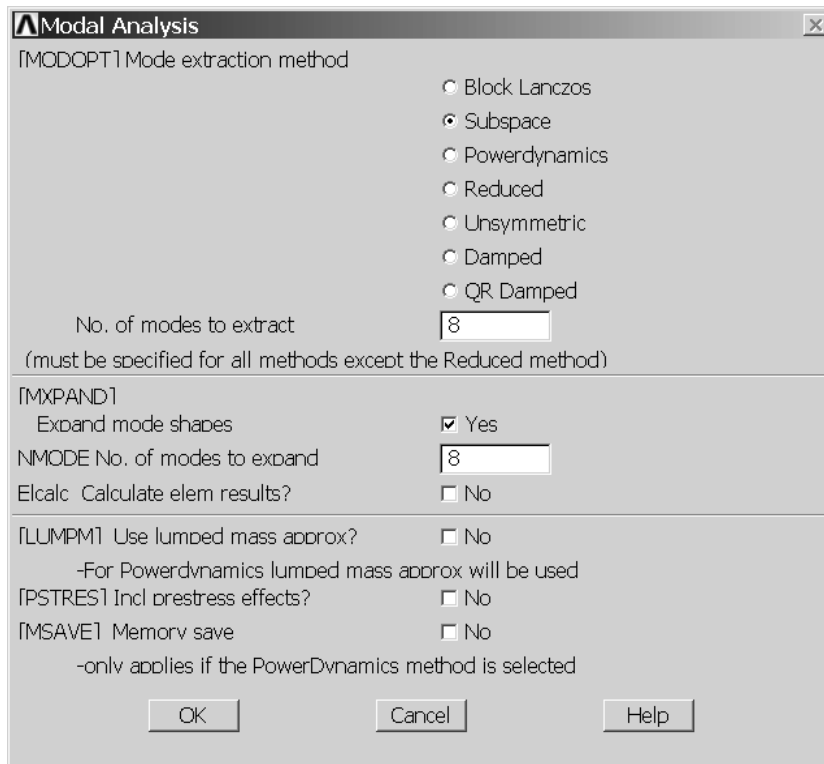 Modal Analysis
[MODOPT] Mode extraction method
Block Lanczos
Subspace
Powerdynamics
Reduced
Unsymmetric
Damped
QR Damped
No. of modes to extract 8
(must be specified for all methods except the Reduced method)
[MXPAND]
Expand mode shapes Yes
NMODE No. of modes to expand 8
Elcalc Calculate elem results? No
[LUMPM] Use lumped mass approx? No
-For Powerdynamics lumped mass approx will be used
[PSTRES] Incl prestress effects? No
[MSAVE] Memory save No
-only applies if the PowerDynamics method is selected
OK Cancel Help